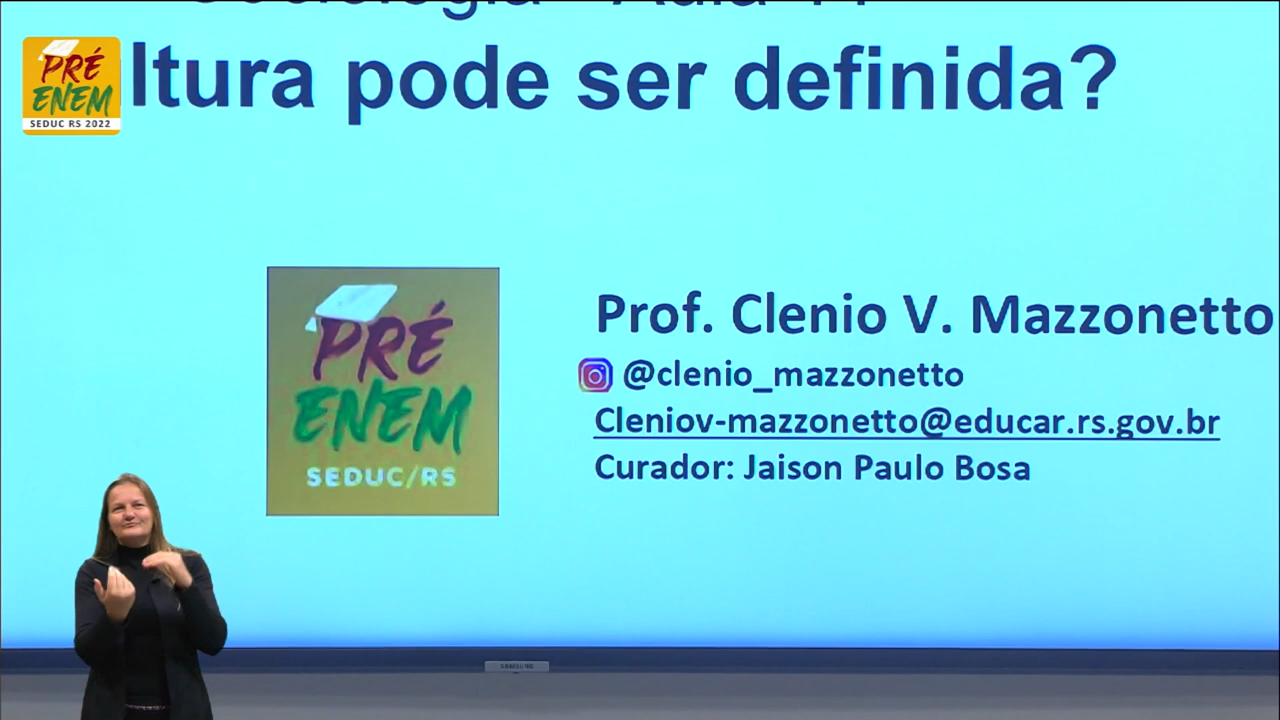 ltura pode ser definida?
PRÉ
ENEM
SEDUC RS 2022
PRÉ
ENEM
SEDUC/RS
Prof. Clenio V. Mazzonetto
@clenio_mazzonetto
Cleniov-mazzonetto@educar.rs.gov.br
Curador: Jaison Paulo Bosa
SAMSUNG